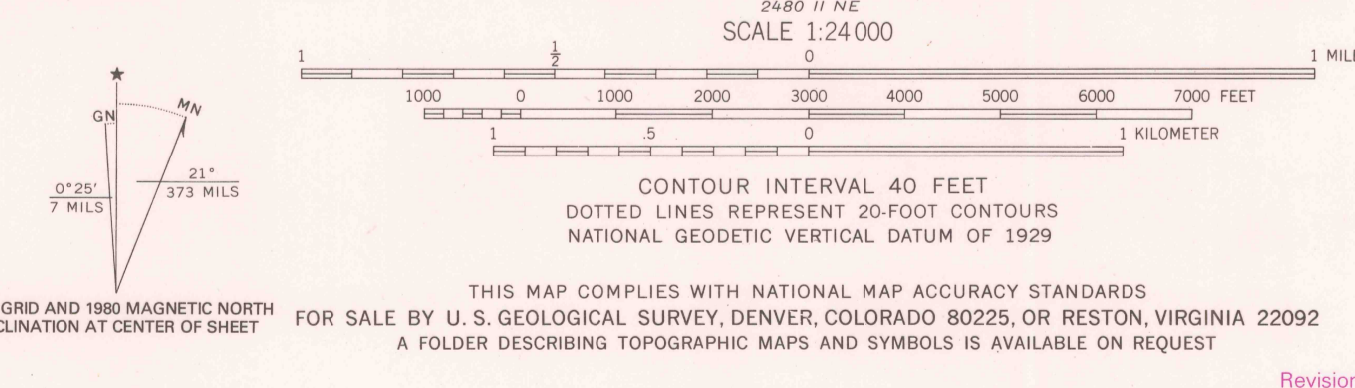 2480 II NE
SCALE 1:24 000
1 1/2 0 1 MILE
1000 0 1000 2000 3000 4000 5000 6000 7000 FEET
1 .5 0 1 KILOMETER
CONTOUR INTERVAL 40 FEET
DOTTED LINES REPRESENT 20-FOOT CONTOURS
NATIONAL GEODETIC VERTICAL DATUM OF 1929
THIS MAP COMPLIES WITH NATIONAL MAP ACCURACY STANDARDS
FOR SALE BY U. S. GEOLOGICAL SURVEY, DENVER, COLORADO 80225, OR RESTON, VIRGINIA 22092
A FOLDER DESCRIBING TOPOGRAPHIC MAPS AND SYMBOLS IS AVAILABLE ON REQUEST
★
GN
MN
0°25′
7 MILS
21°
373 MILS
GRID AND 1980 MAGNETIC NORTH
CLINATION AT CENTER OF SHEET
Revision